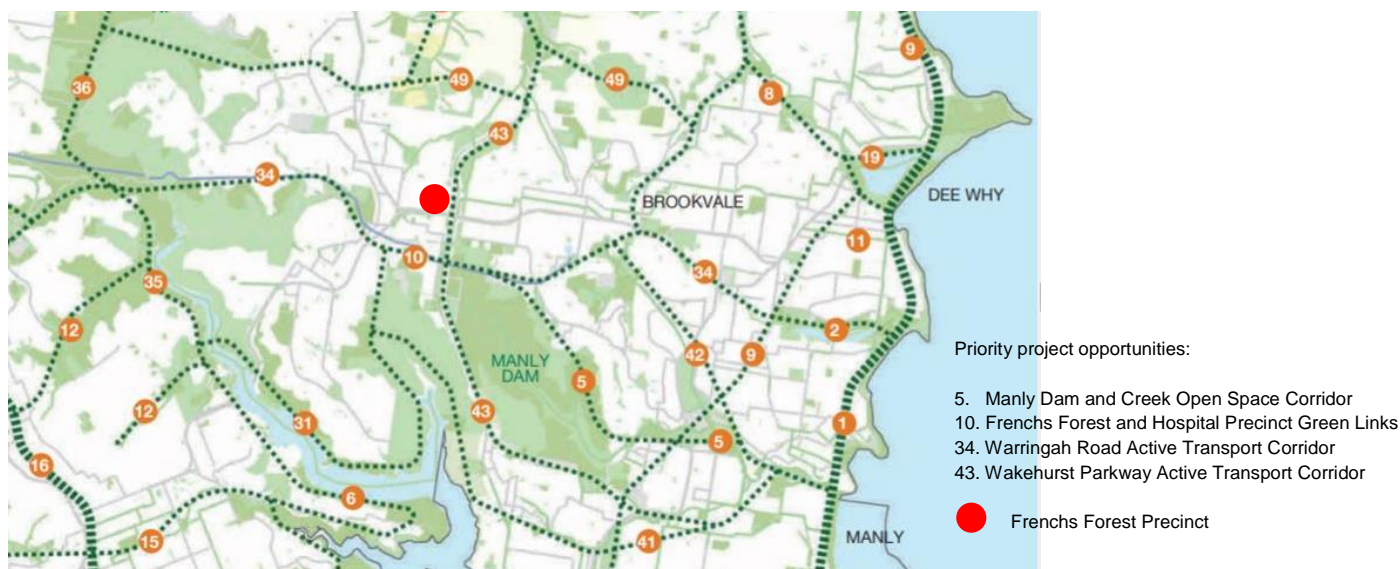 9
36
49
49
8
43
19
34
DEE WHY
BROOKVALE
11
10
34
35
12
2
42
9
MANLY
DAM
5
12
31
43
1
5
16
6
15
41
MANLY
Priority project opportunities:
5. Manly Dam and Creek Open Space Corridor
10. Frenchs Forest and Hospital Precinct Green Links
34. Warringah Road Active Transport Corridor
43. Wakehurst Parkway Active Transport Corridor
Frenchs Forest Precinct